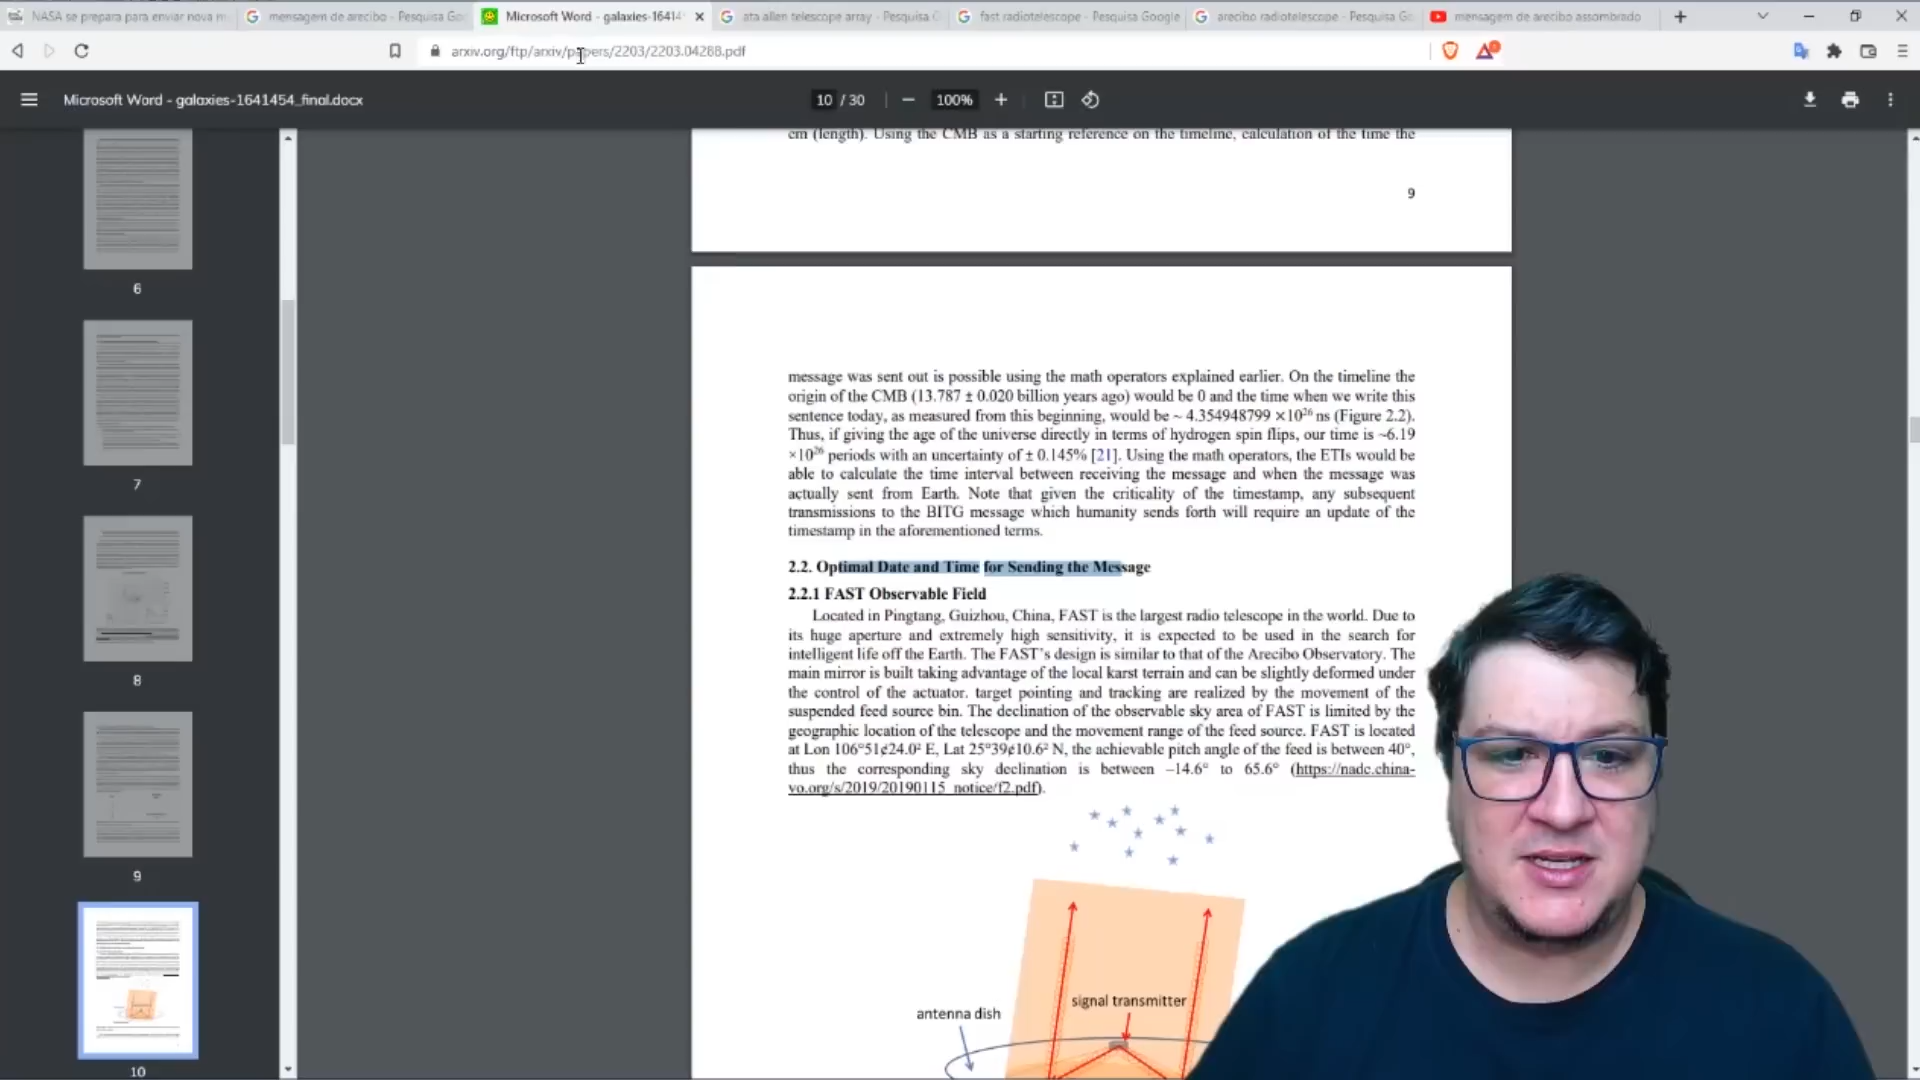 NASA se prepara para enviar nova m
mensagem de arecibo - Pesquisa Go
Microsoft Word - galaxies-16414
ata allen telescope array - Pesquisa G
fast radiotelescope - Pesquisa Google
arecibo radiotelescope - Pesquisa Go
mensagem de arecibo assombrado
arxiv.org/ftp/arxiv/papers/2203/2203.04288.pdf
Microsoft Word - galaxies-1641454_final.docx
10 / 30
100%
cm (length). Using the CMB as a starting reference on the timeline, calculation of the time the
9
message was sent out is possible using the math operators explained earlier. On the timeline the
origin of the CMB (13.787 ± 0.020 billion years ago) would be 0 and the time when we write this
sentence today, as measured from this beginning, would be ~ 4.354948799 ×10²⁶ ns (Figure 2.2).
Thus, if giving the age of the universe directly in terms of hydrogen spin flips, our time is ~6.19
×10²⁶ periods with an uncertainty of ± 0.145% [21]. Using the math operators, the ETIs would be
able to calculate the time interval between receiving the message and when the message was
actually sent from Earth. Note that given the criticality of the timestamp, any subsequent
transmissions to the BITG message which humanity sends forth will require an update of the
timestamp in the aforementioned terms.
2.2. Optimal Date and Time for Sending the Message
2.2.1 FAST Observable Field
Located in Pingtang, Guizhou, China, FAST is the largest radio telescope in the world. Due to
its huge aperture and extremely high sensitivity, it is expected to be used in the search for
intelligent life off the Earth. The FAST's design is similar to that of the Arecibo Observatory. The
main mirror is built taking advantage of the local karst terrain and can be slightly deformed under
the control of the actuator. target pointing and tracking are realized by the movement of the
suspended feed source bin. The declination of the observable sky area of FAST is limited by the
geographic location of the telescope and the movement range of the feed source. FAST is located
at Lon 106°51¢24.0² E, Lat 25°39¢10.6² N, the achievable pitch angle of the feed is between 40°,
thus the corresponding sky declination is between –14.6° to 65.6° (https://nadc.china-
vo.org/s/2019/20190115_notice/f2.pdf).
signal transmitter
antenna dish
6
7
8
9
10